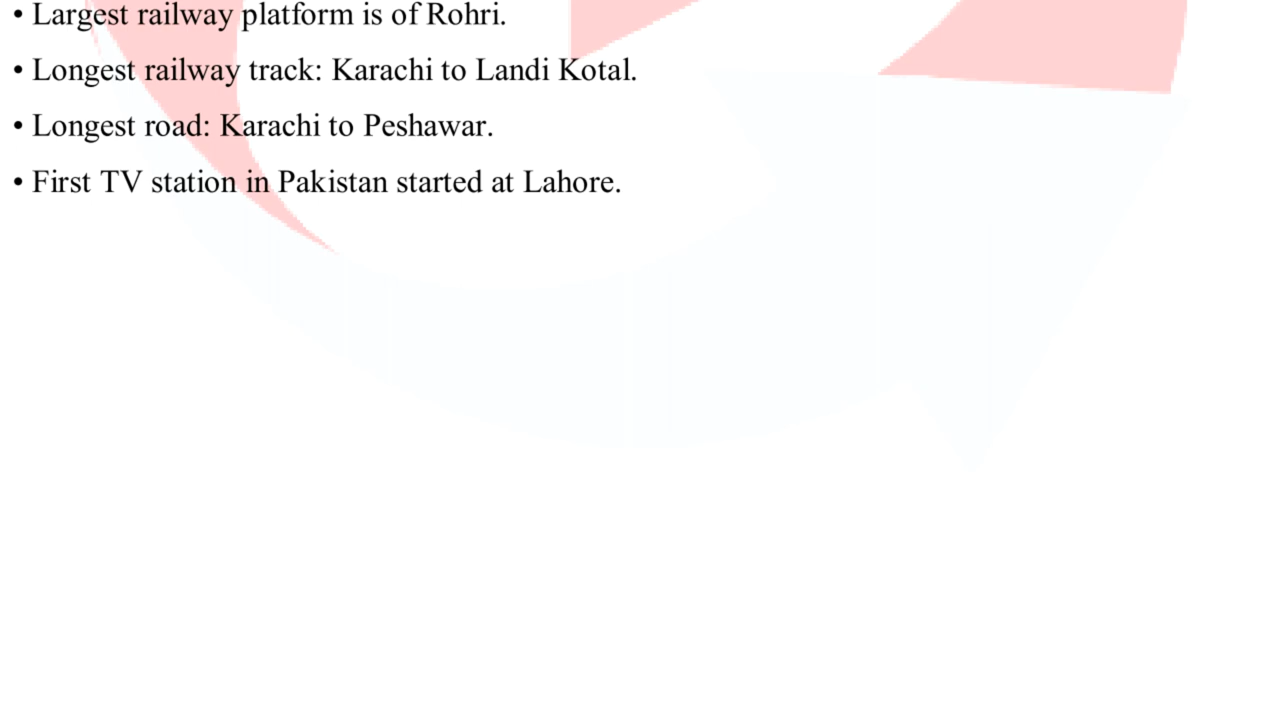 • Largest railway platform is of Rohri.
• Longest railway track: Karachi to Landi Kotal.
• Longest road: Karachi to Peshawar.
• First TV station in Pakistan started at Lahore.